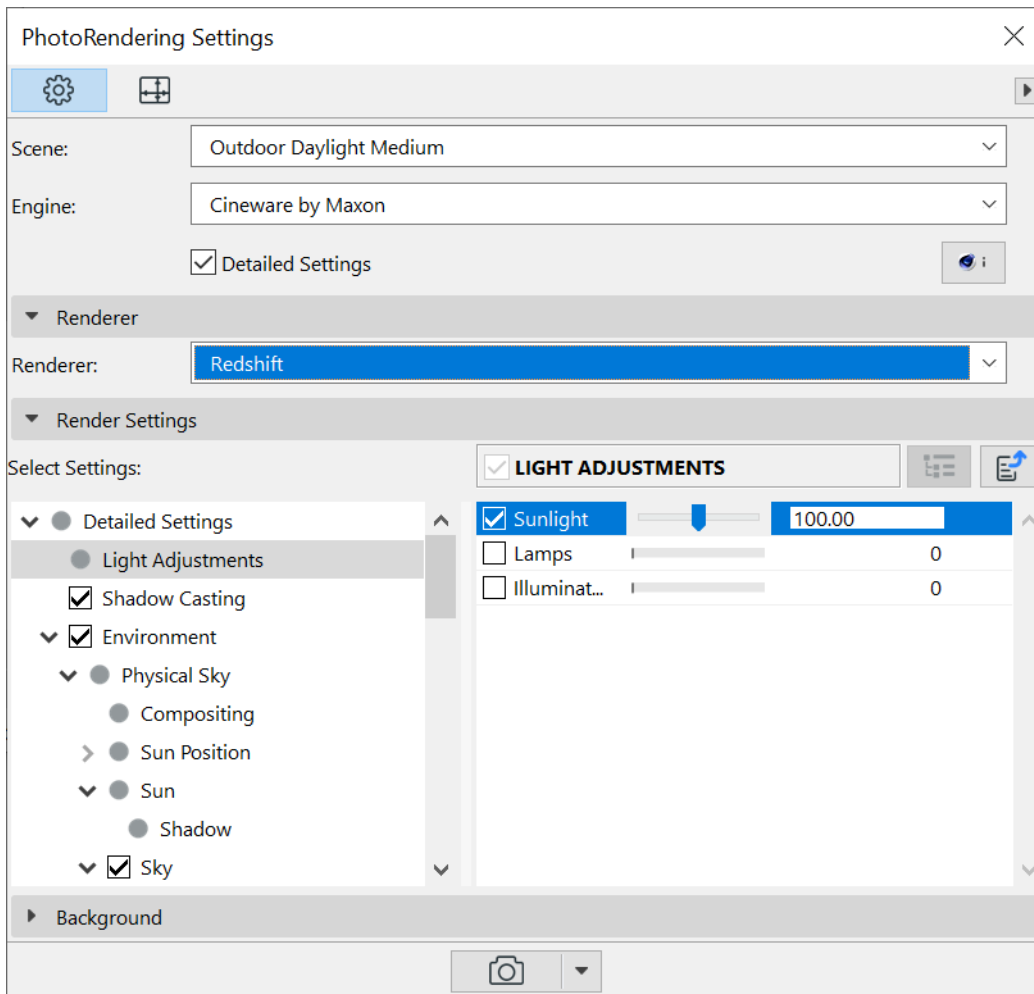 PhotoRendering Settings
Scene: Outdoor Daylight Medium
Engine: Cineware by Maxon
Detailed Settings
i
Renderer
Renderer: Redshift
Render Settings
Select Settings: LIGHT ADJUSTMENTS
Detailed Settings
Light Adjustments
Shadow Casting
Environment
Physical Sky
Compositing
Sun Position
Sun
Shadow
Sky
Sunlight 100.00
Lamps 0
Illuminat... 0
Background